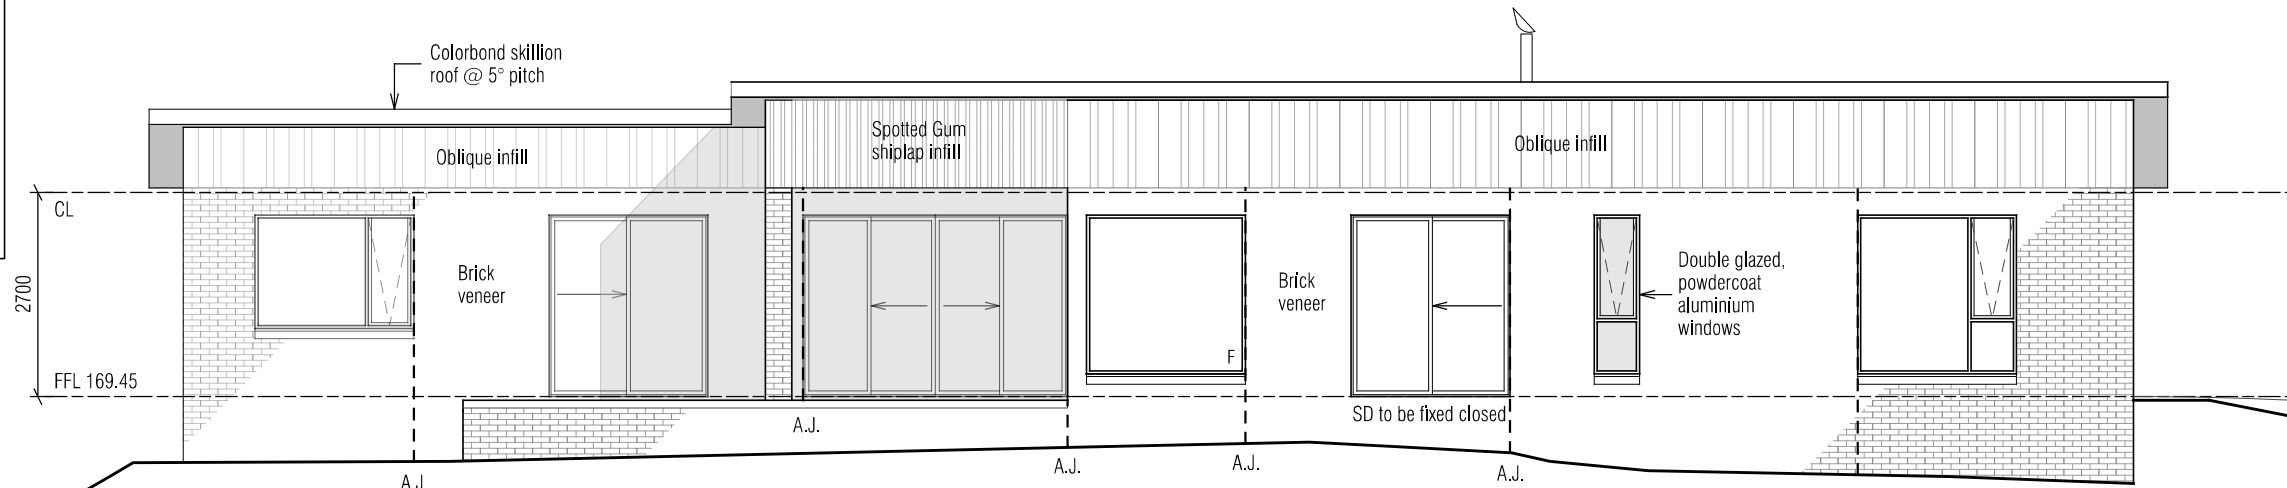 Colorbond skillion
roof @ 5° pitch
Oblique infill
Spotted Gum
shiplap infill
Oblique infill
CL
2700
Brick
veneer
Brick
veneer
Double glazed,
powdercoat
aluminium
windows
F
FFL 169.45
SD to be fixed closed
A.J.
A.J.
A.J.
A.J.
A.J